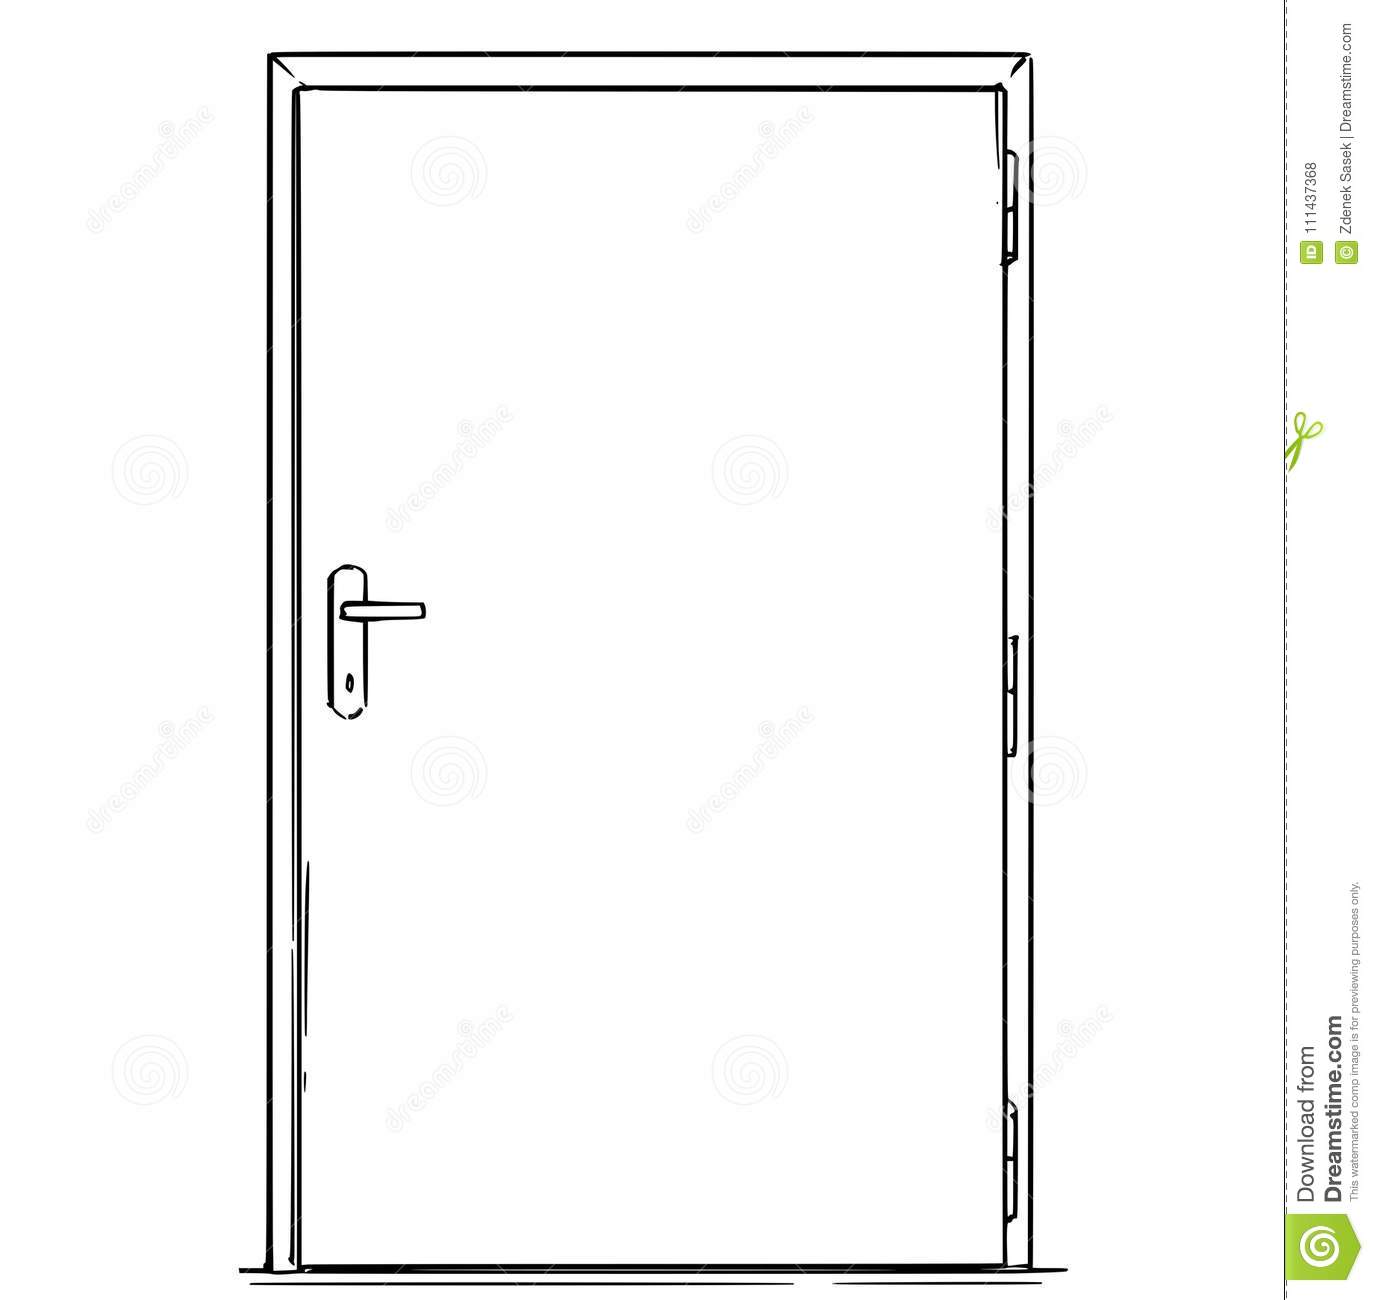 ID 111437368
© Zdenek Sasek | Dreamstime.com
Download from
Dreamstime.com
This watermarked comp image is for previewing purposes only.
dreamstime
dreamstime
dreamstime
dreamstime
dreamstime
dreamstime
dreamstime
dreamstime